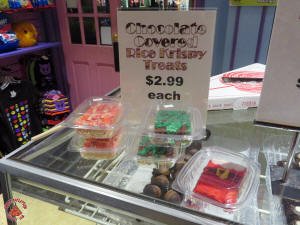 Chocolate
Covered
Rice Krispy
Treats
$2.99
each